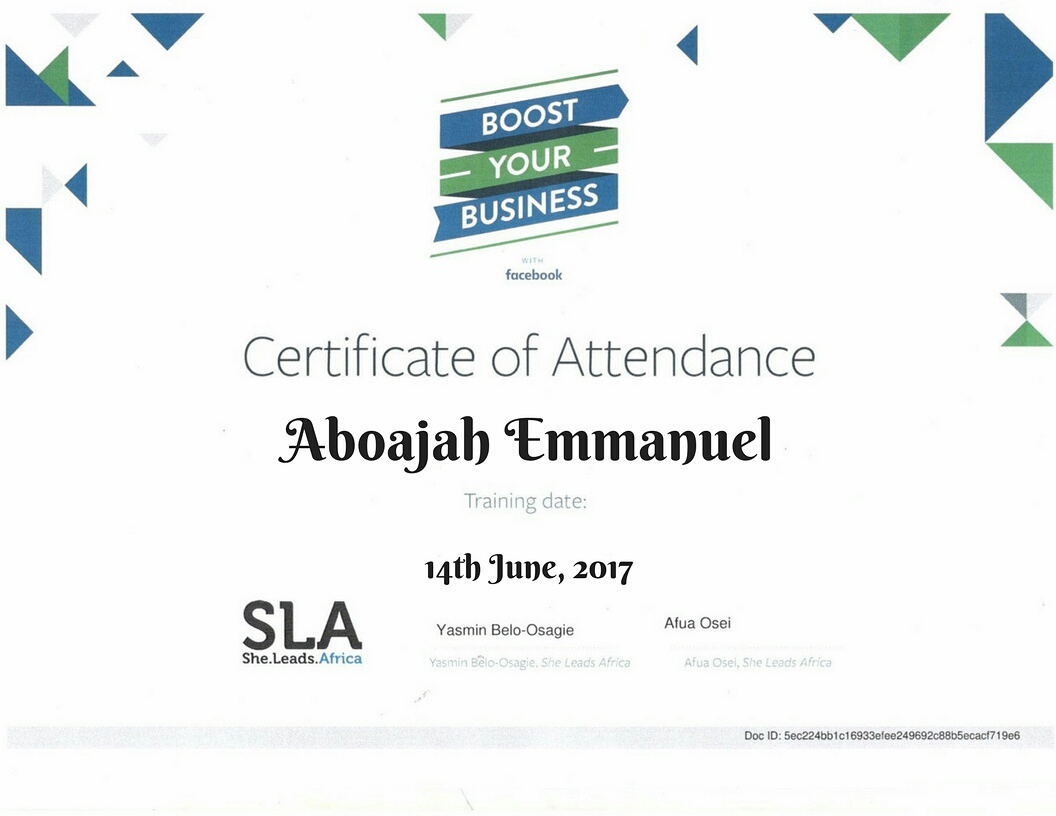 BOOST
YOUR
BUSINESS
WITH
facebook
Certificate of Attendance
Aboajah Emmanuel
Training date:
14th June, 2017
SLA
She.Leads.Africa
Yasmin Belo-Osagie
Afua Osei
Yasmin Belo-Osagie, She Leads Africa
Afua Osei, She Leads Africa
Doc ID: 5ec224bb1c16933efee249692c88b5ecacf719e6